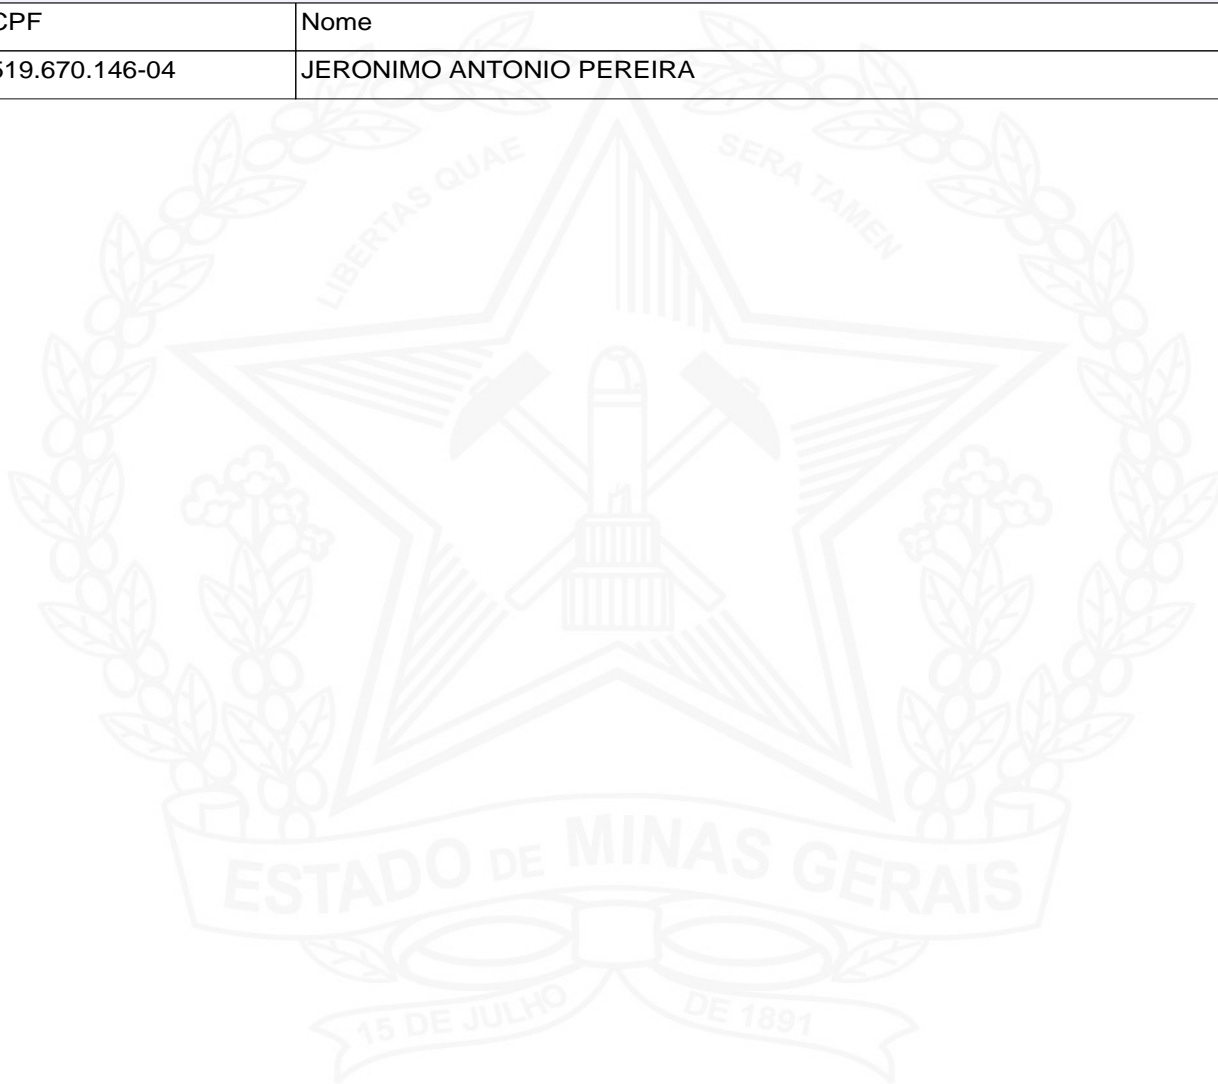 CPF Nome
519.670.146-04 JERONIMO ANTONIO PEREIRA
LIBERTAS QUAE SERA TAMEN
ESTADO DE MINAS GERAIS
15 DE JULHO DE 1891